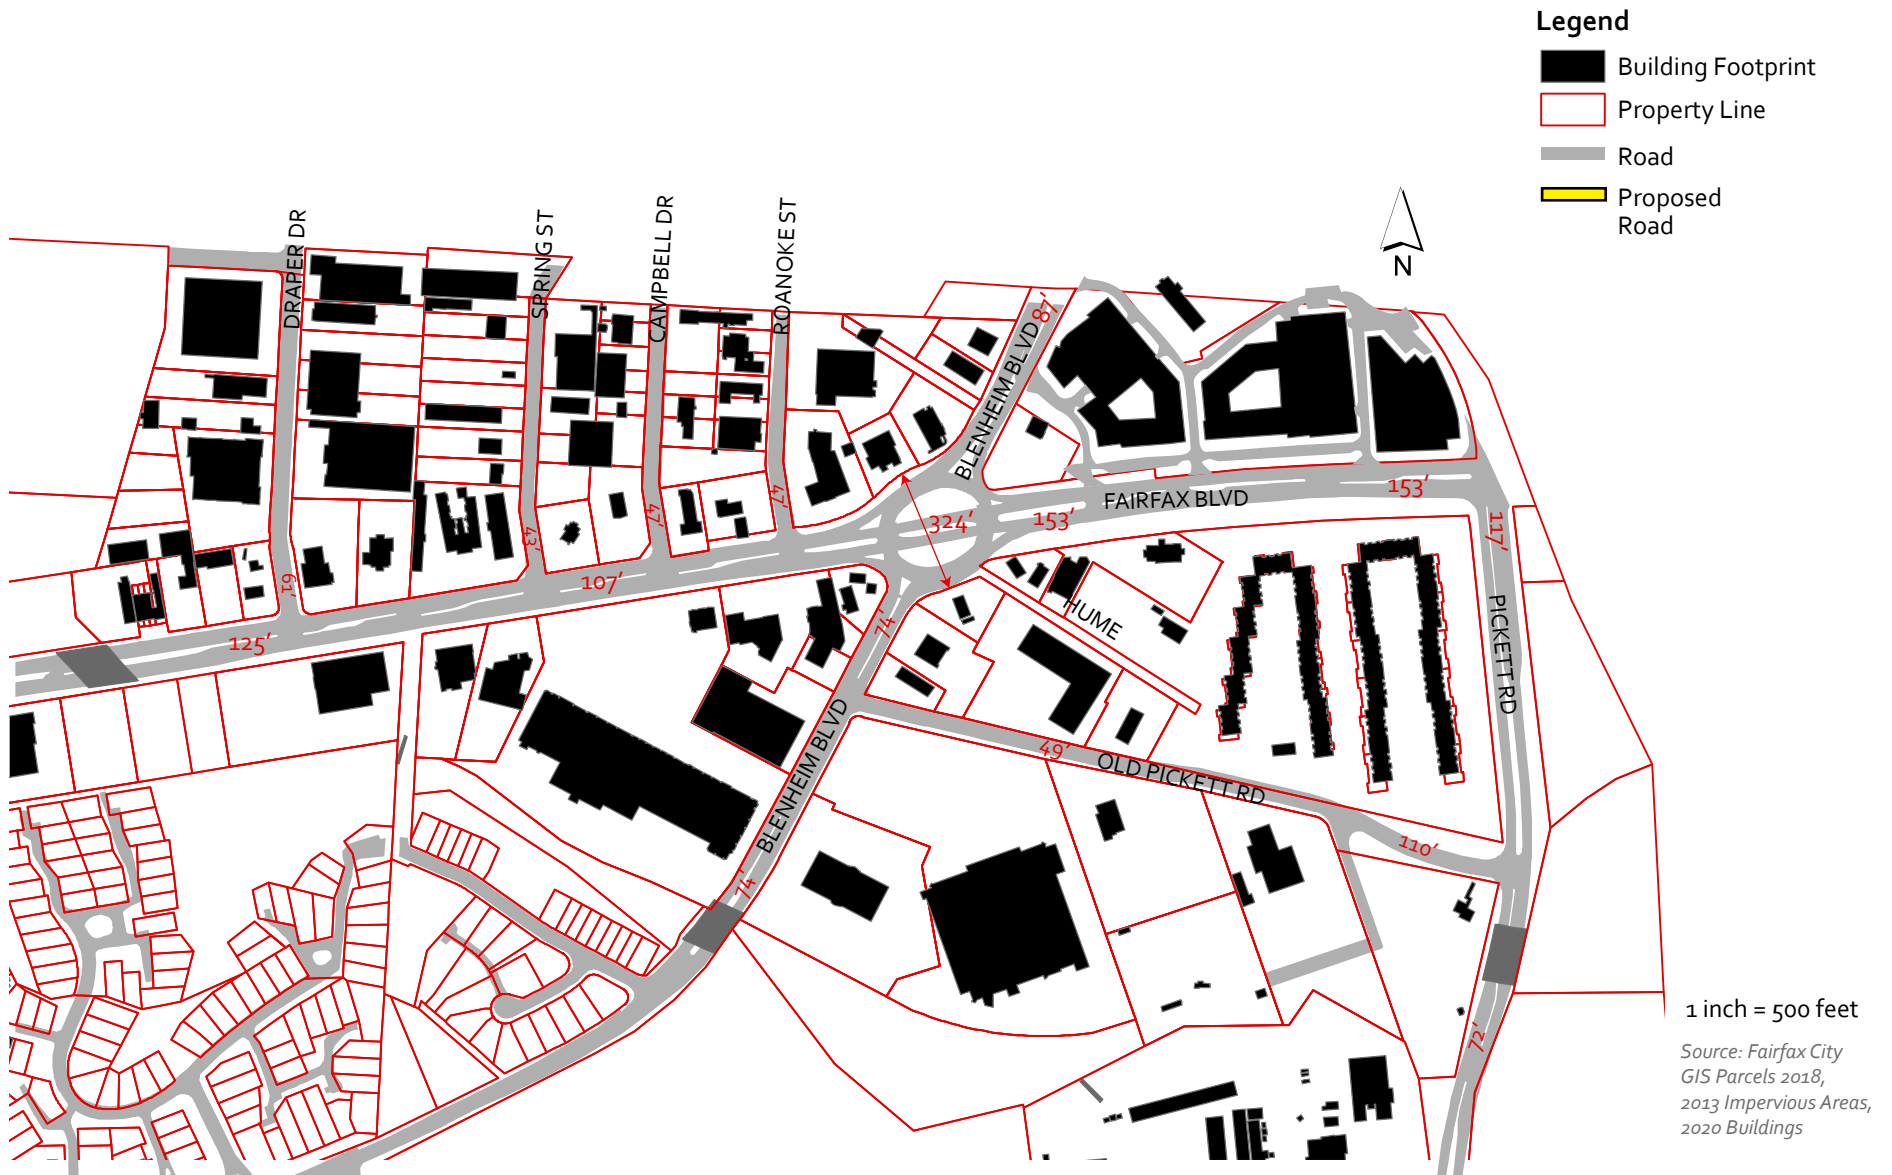 Legend
Building Footprint
Property Line
Road
Proposed
Road
N
DRAPER DR
SPRING ST
CAMPBELL DR
ROANOKE ST
BLENHEIM BLVD
87'
FAIRFAX BLVD
153'
153'
324'
117'
47'
47'
43'
61'
107'
125'
74'
HUME
PICKETT RD
BLENHEIM BLVD
49'
OLD PICKETT RD
110'
74'
72'
1 inch = 500 feet
Source: Fairfax City
GIS Parcels 2018,
2013 Impervious Areas,
2020 Buildings